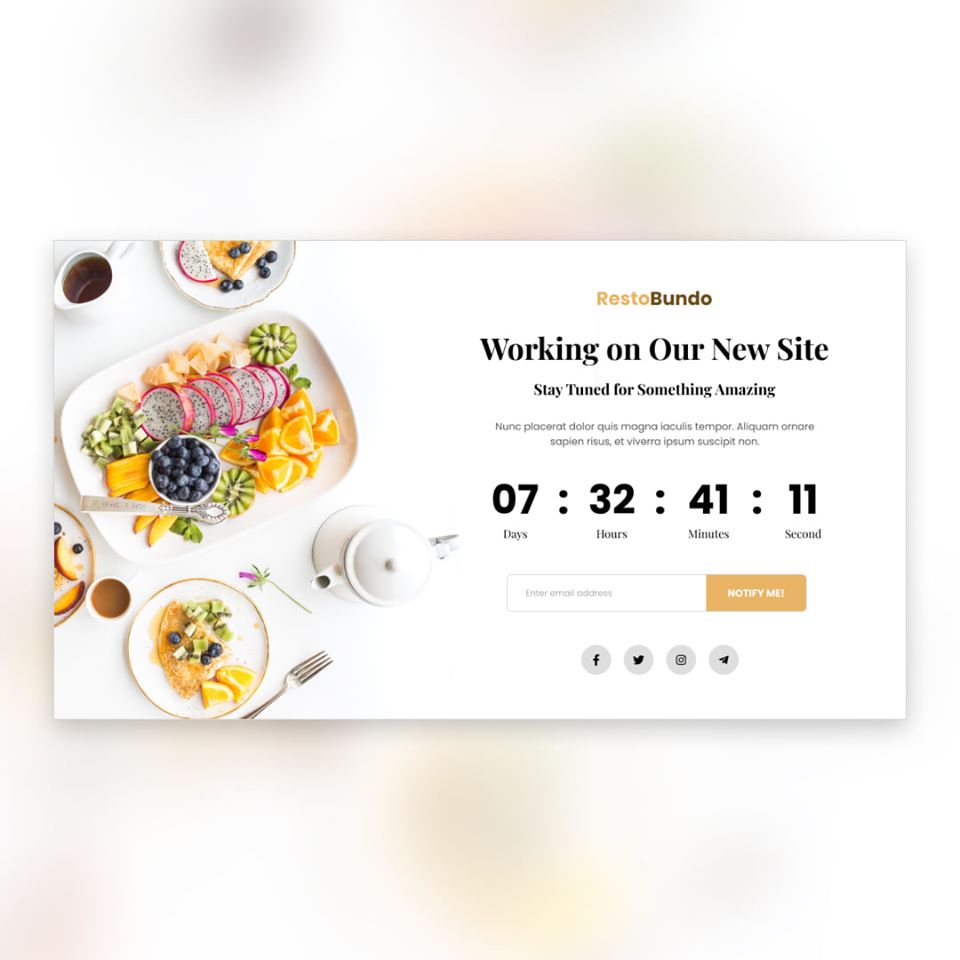 RestoBundo
Working on Our New Site
Stay Tuned for Something Amazing
Nunc placerat dolor quis magna iaculis tempor. Aliquam ornare
sapien risus, et viverra ipsum suscipit non.
07 : 32 : 41 : 11
Days Hours Minutes Second
Enter email address NOTIFY ME!